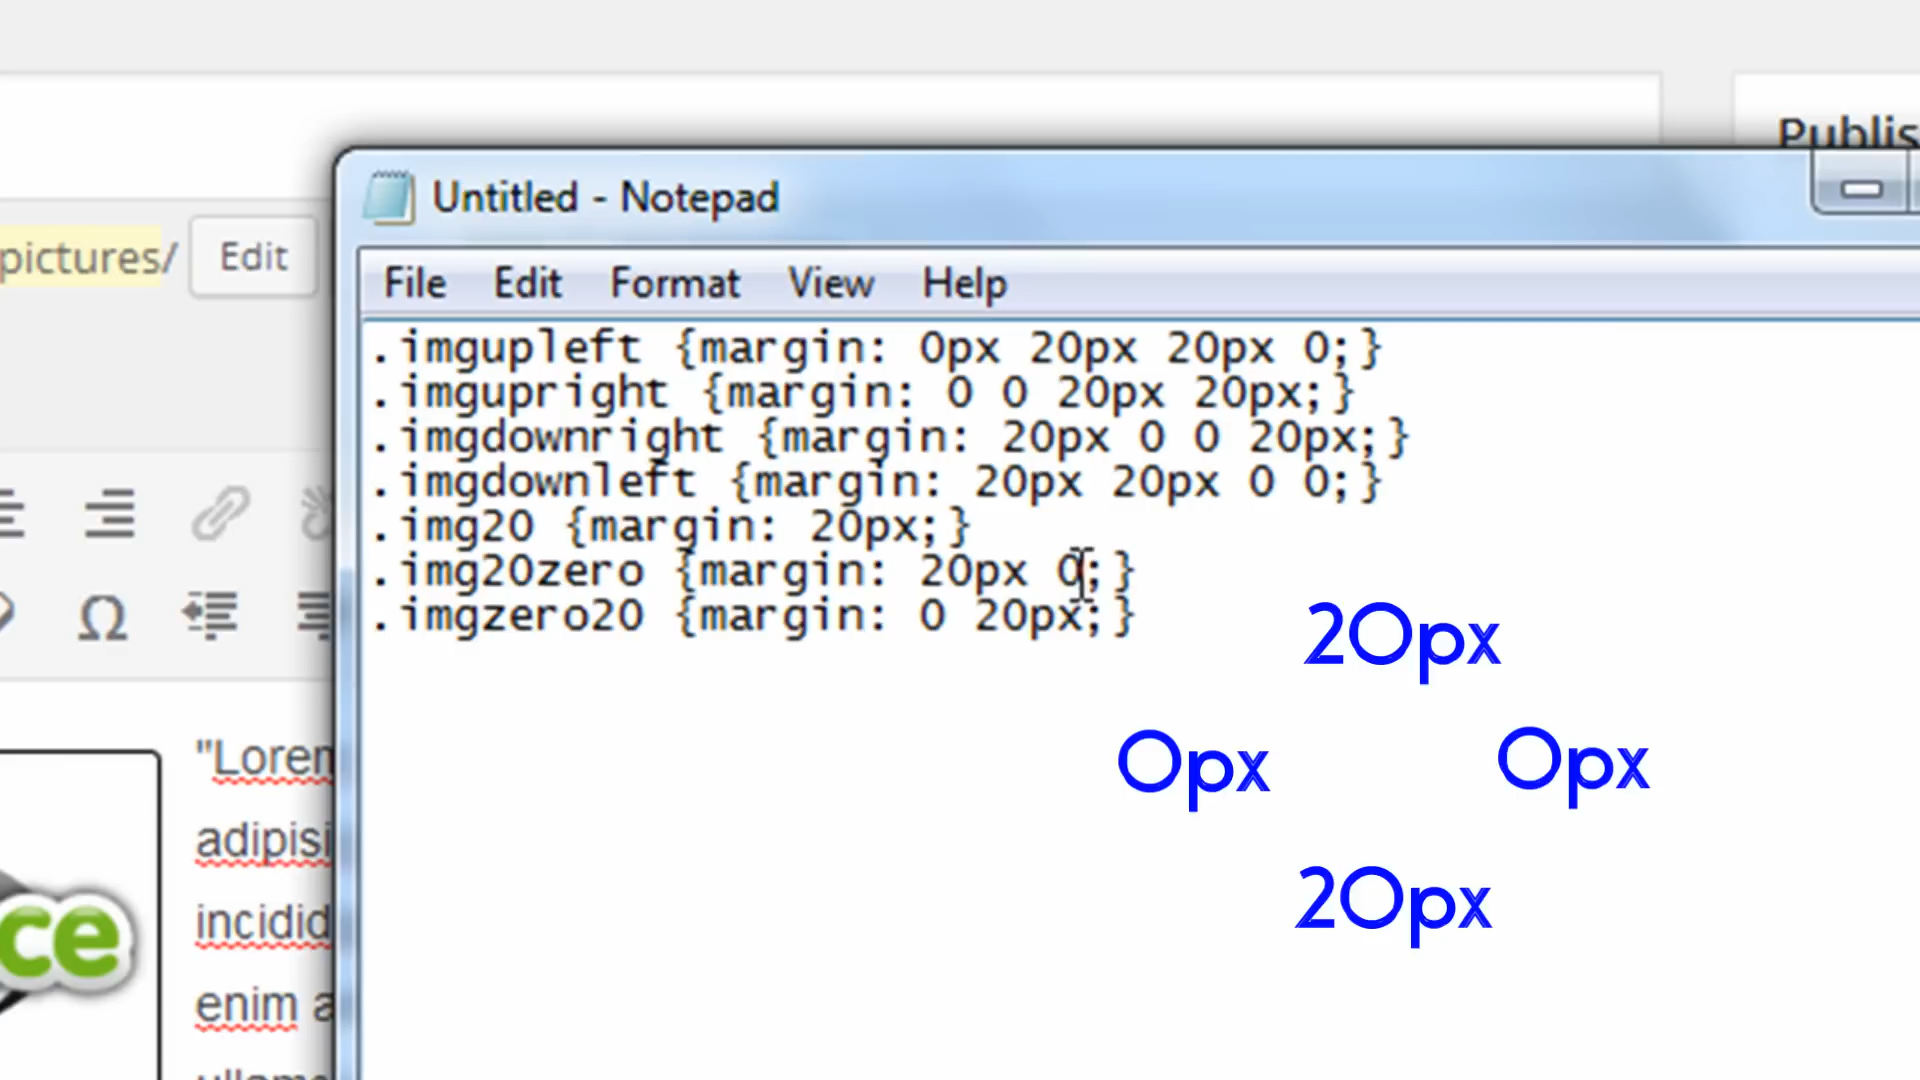 Publis
Untitled - Notepad
pictures/ Edit
File Edit Format View Help
.imgupleft {margin: 0px 20px 20px 0;}
.imgupright {margin: 0 0 20px 20px;}
.imgdownright {margin: 20px 0 0 20px;}
.imgdownleft {margin: 20px 20px 0 0;}
.img20 {margin: 20px;}
.img20zero {margin: 20px 0;}
.imgzero20 {margin: 0 20px;}
20px
0px 0px
20px
"Lorem
adipisi
ce
incidid
enim a